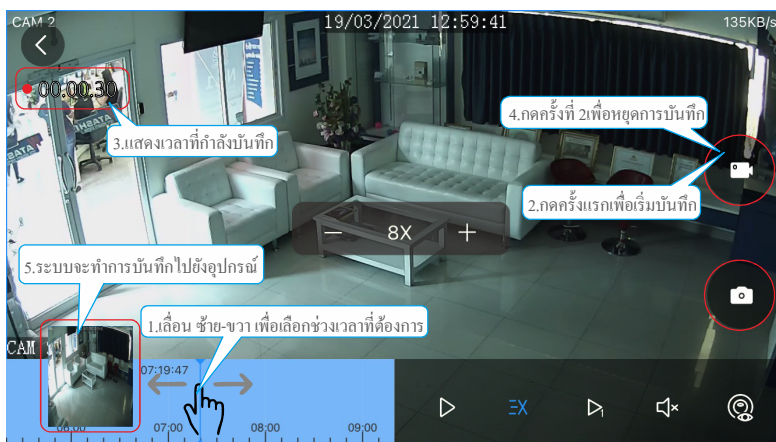 CAM 2
19/03/2021 12:59:41
135KB/s
00:00:30
4.กดครั้งที่ 2เพื่อหยุดการบันทึก
3.แสดงเวลาที่กำลังบันทึก
2.กดครั้งแรกเพื่อเริ่มบันทึก
8X
5.ระบบจะทำการบันทึกไปยังอุปกรณ์
1.เลื่อน ซ้าย-ขวา เพื่อเลือกช่วงเวลาที่ต้องการ
CAM
07:19:47
06:00 07:00 08:00 09:00